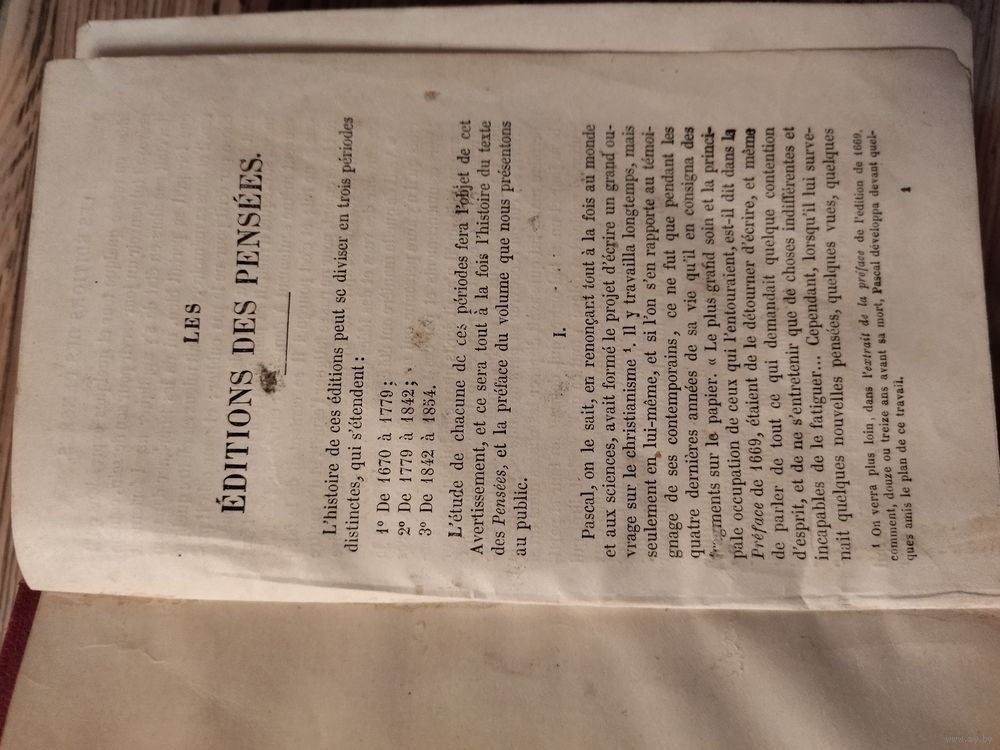 LES
ÉDITIONS DES PENSÉES.
L'histoire de ces éditions peut se diviser en trois périodes
distinctes, qui s'étendent :
1º De 1670 à 1779 ;
2º De 1779 à 1842 ;
3º De 1842 à 1854.
L'étude de chacune de ces périodes fera l'objet de cet
Avertissement, et ce sera tout à la fois l'histoire du texte
des Pensées, et la préface du volume que nous présentons
au public.
I.
Pascal, on le sait, en renonçant tout à la fois au monde
et aux sciences, avait formé le projet d'écrire un grand ou-
vrage sur le christianisme 1. Il y travailla longtemps, mais
seulement en lui-même, et si l'on s'en rapporte au témoi-
gnage de ses contemporains, ce ne fut que pendant les
quatre dernières années de sa vie qu'il en consigna des
fragments sur le papier. « Le plus grand soin et la princi-
pale occupation de ceux qui l'entouraient, est-il dit dans la
Préface de 1669, étaient de le détourner d'écrire, et même
de parler de tout ce qui demandait quelque contention
d'esprit, et de ne s'entretenir que de choses indifférentes et
incapables de le fatiguer... Cependant, lorsqu'il lui surve-
nait quelques nouvelles pensées, quelques vues, quelques
1 On verra plus loin, dans l'extrait de la préface de l'edition de 1669,
comment, douze ou treize ans avant sa mort, Pascal développa devant quel-
ques amis le plan de ce travail.
1
www.ay.by